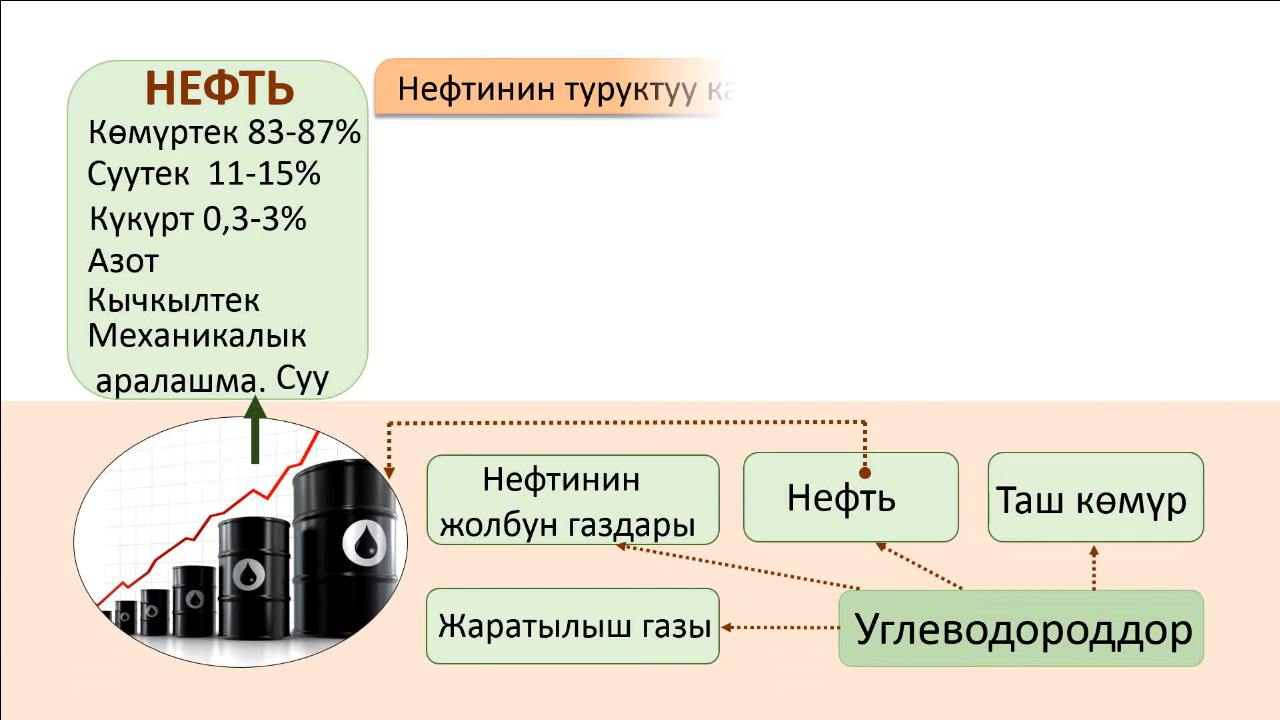 НЕФТЬ
Көмүртек 83-87%
Суутек 11-15%
Күкүрт 0,3-3%
Азот
Кычкылтек
Механикалык
аралашма. Суу
Нефтинин туруктуу
Нефтинин
жолбун газдары
Нефть
Таш көмүр
Жаратылыш газы
Углеводороддор